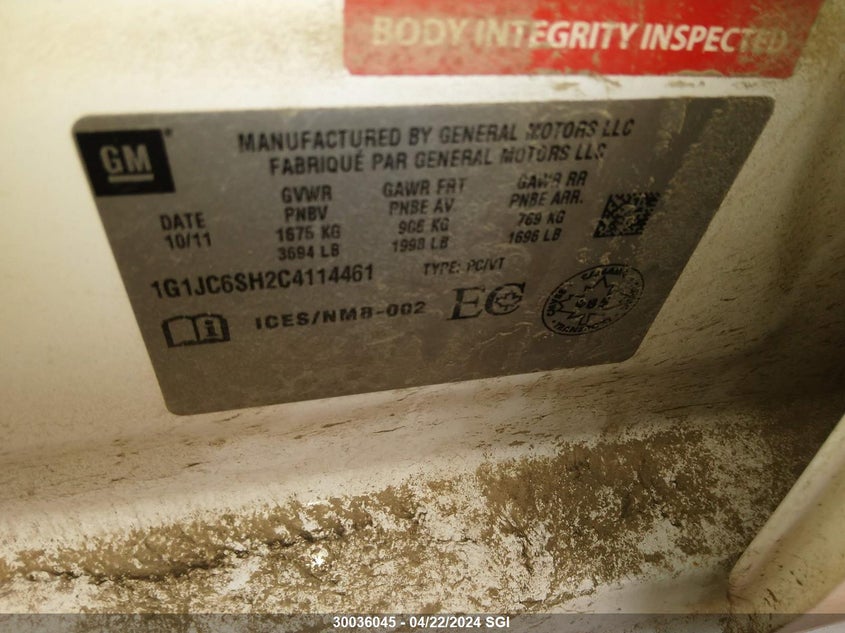 BODY INTEGRITY INSPECTED
GM
MANUFACTURED BY GENERAL MOTORS LLC
FABRIQUÉ PAR GENERAL MOTORS LLC
DATE
10/11
GVWR
PNBV
1675 KG
3694 LB
GAWR FRT
PNBE AV
906 KG
1998 LB
GAWR RR
PNBE ARR.
769 KG
1696 LB
1G1JC6SH2C4114461
TYPE: PC/VT
ICES/NMB-002
EC
30036045 - 04/22/2024 SGI